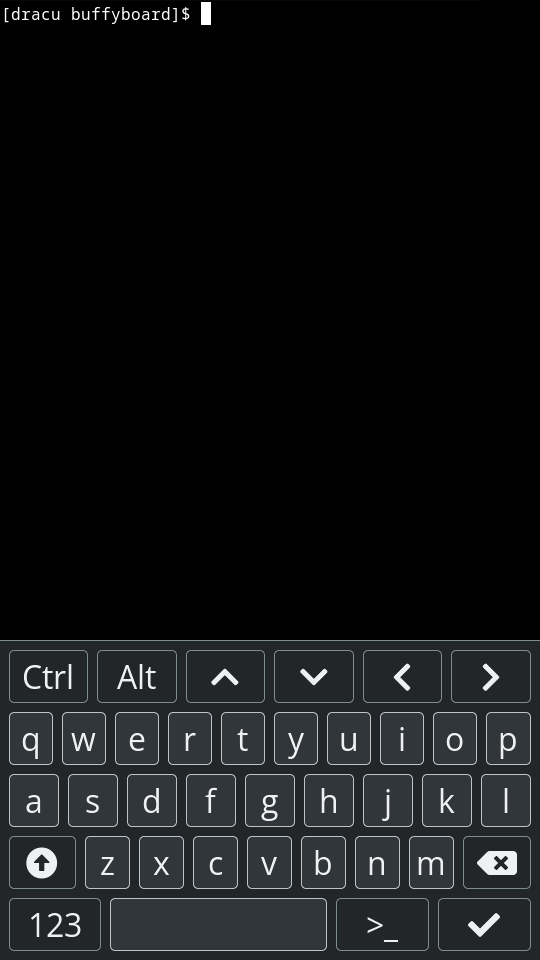 [dracu buffyboard]$
Ctrl Alt
q w e r t y u i o p
a s d f g h j k l
z x c v b n m
123 >_